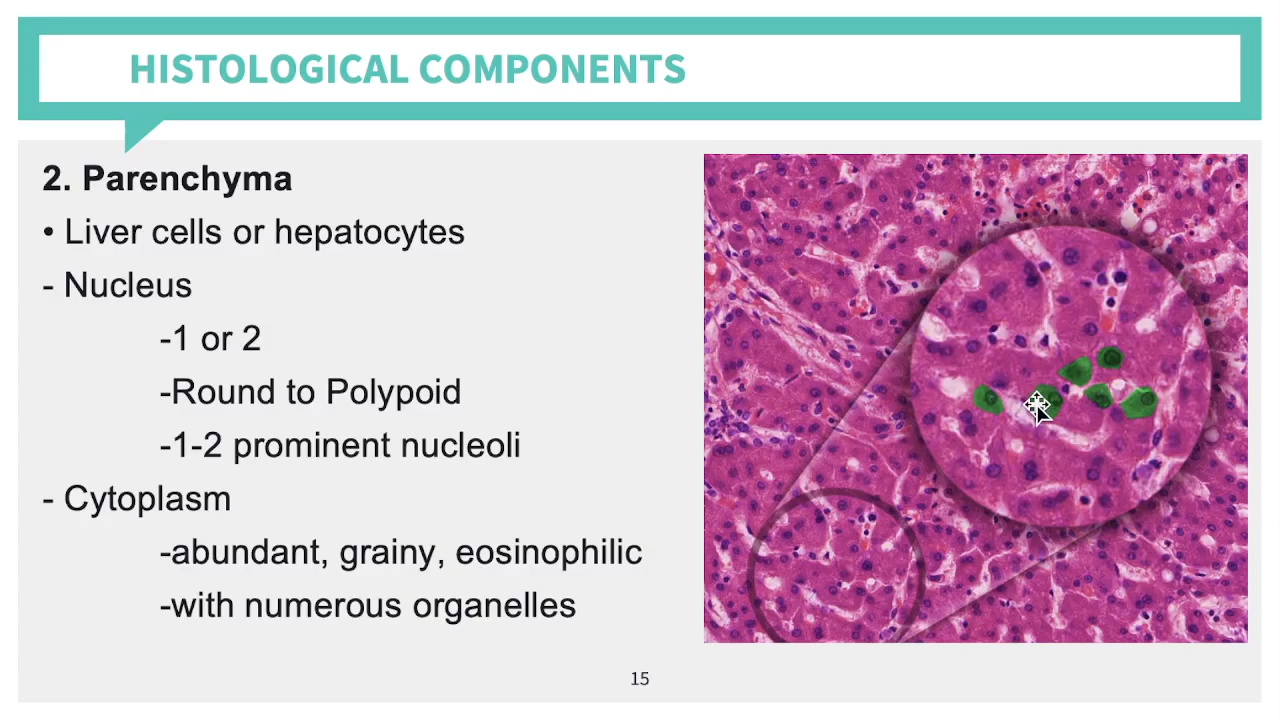 HISTOLOGICAL COMPONENTS
2. Parenchyma
• Liver cells or hepatocytes
- Nucleus
-1 or 2
-Round to Polypoid
-1-2 prominent nucleoli
- Cytoplasm
-abundant, grainy, eosinophilic
-with numerous organelles
15